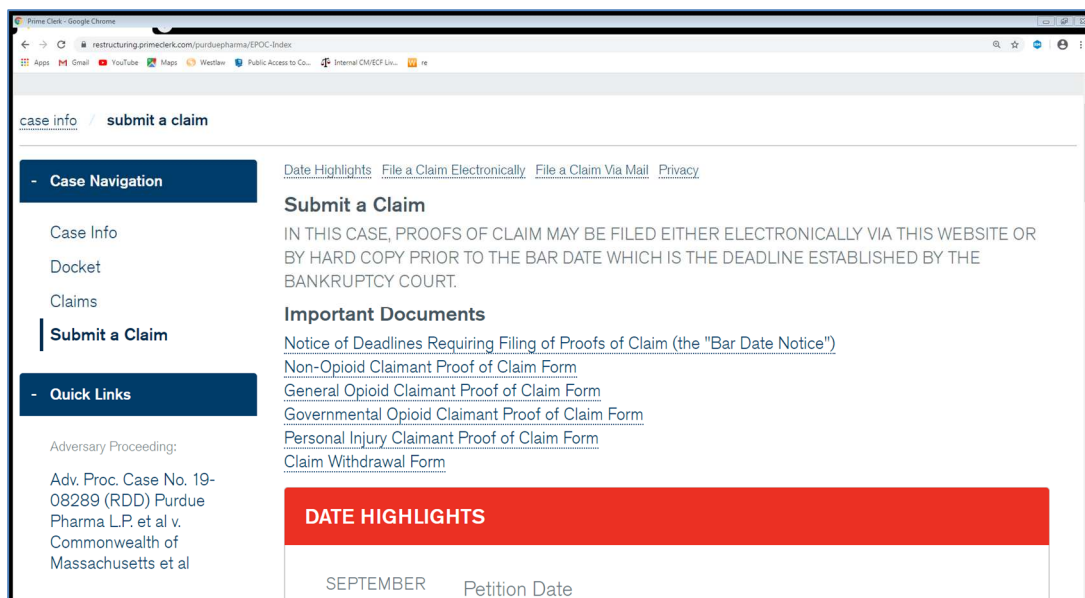 Prime Clerk - Google Chrome
restructuring.primeclerk.com/purduepharma/EPOC-Index
Apps Gmail YouTube Maps Westlaw Public Access to Co... Internal CM/ECF Liv... re
case info / submit a claim
- Case Navigation
Case Info
Docket
Claims
Submit a Claim
- Quick Links
Adversary Proceeding:
Adv. Proc. Case No. 19-
08289 (RDD) Purdue
Pharma L.P. et al v.
Commonwealth of
Massachusetts et al
Date Highlights File a Claim Electronically File a Claim Via Mail Privacy
Submit a Claim
IN THIS CASE, PROOFS OF CLAIM MAY BE FILED EITHER ELECTRONICALLY VIA THIS WEBSITE OR
BY HARD COPY PRIOR TO THE BAR DATE WHICH IS THE DEADLINE ESTABLISHED BY THE
BANKRUPTCY COURT.
Important Documents
Notice of Deadlines Requiring Filing of Proofs of Claim (the "Bar Date Notice")
Non-Opioid Claimant Proof of Claim Form
General Opioid Claimant Proof of Claim Form
Governmental Opioid Claimant Proof of Claim Form
Personal Injury Claimant Proof of Claim Form
Claim Withdrawal Form
DATE HIGHLIGHTS
SEPTEMBER Petition Date